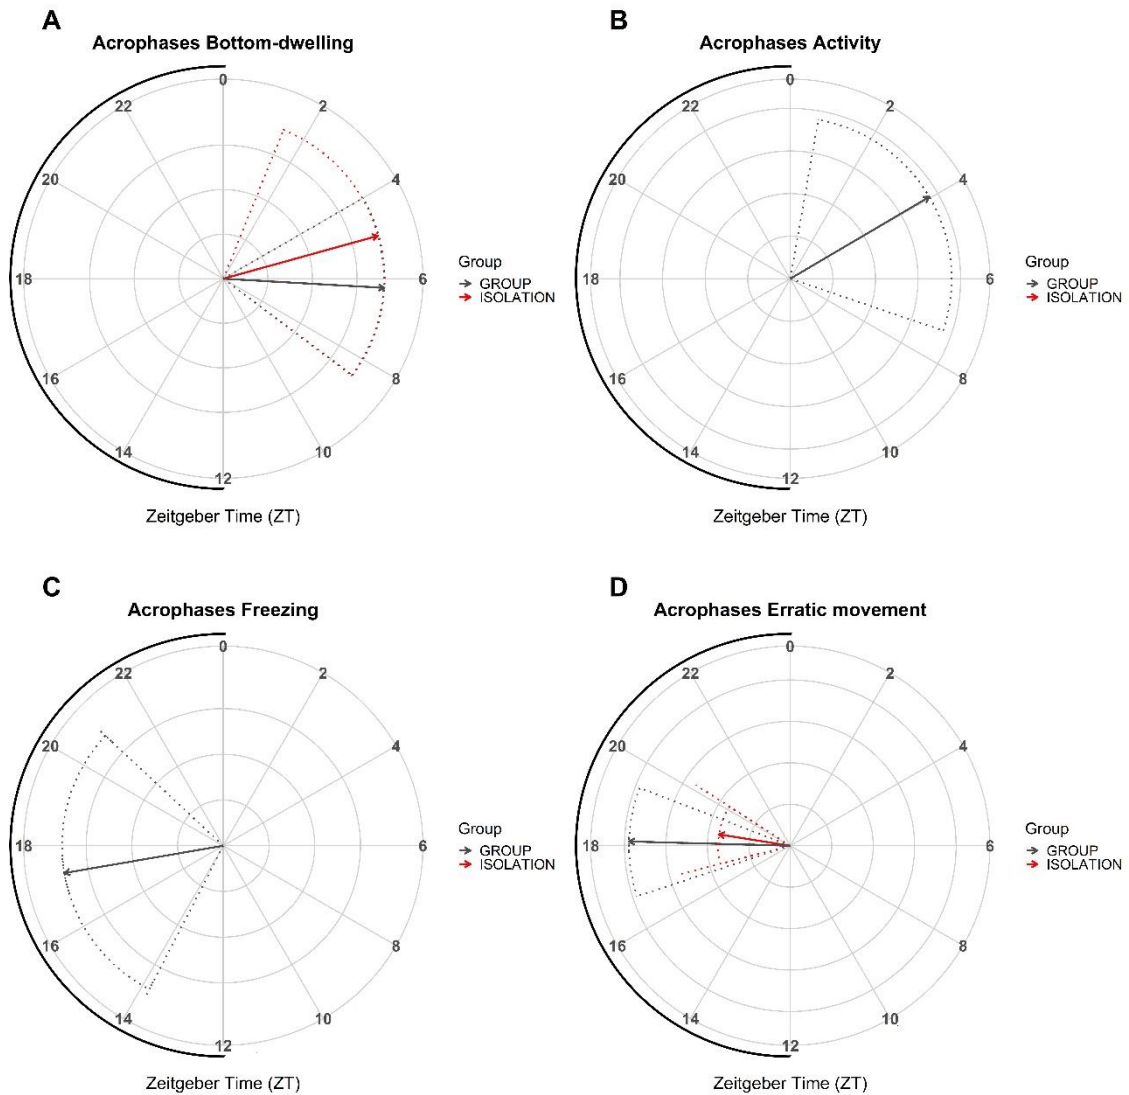 A
Acrophases Bottom-dwelling
0
2
4
6
8
10
12
14
16
18
20
22
Zeitgeber Time (ZT)
Group
GROUP
ISOLATION
B
Acrophases Activity
0
2
4
6
8
10
12
14
16
18
20
22
Zeitgeber Time (ZT)
Group
GROUP
ISOLATION
C
Acrophases Freezing
0
2
4
6
8
10
12
14
16
18
20
22
Zeitgeber Time (ZT)
Group
GROUP
ISOLATION
D
Acrophases Erratic movement
0
2
4
6
8
10
12
14
16
18
20
22
Zeitgeber Time (ZT)
Group
GROUP
ISOLATION